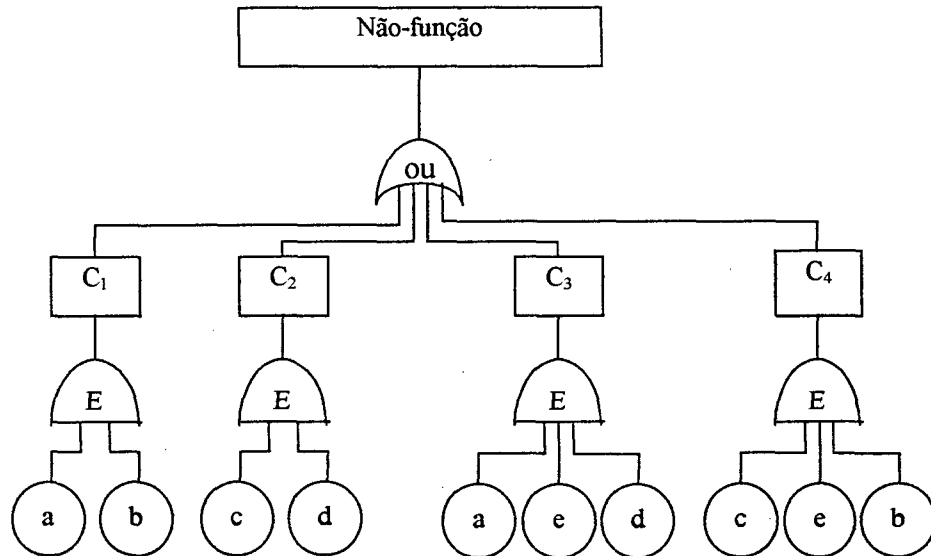 Não-função
ou
C₁ C₂ C₃ C₄
E E E E
a b c d a e d c e b